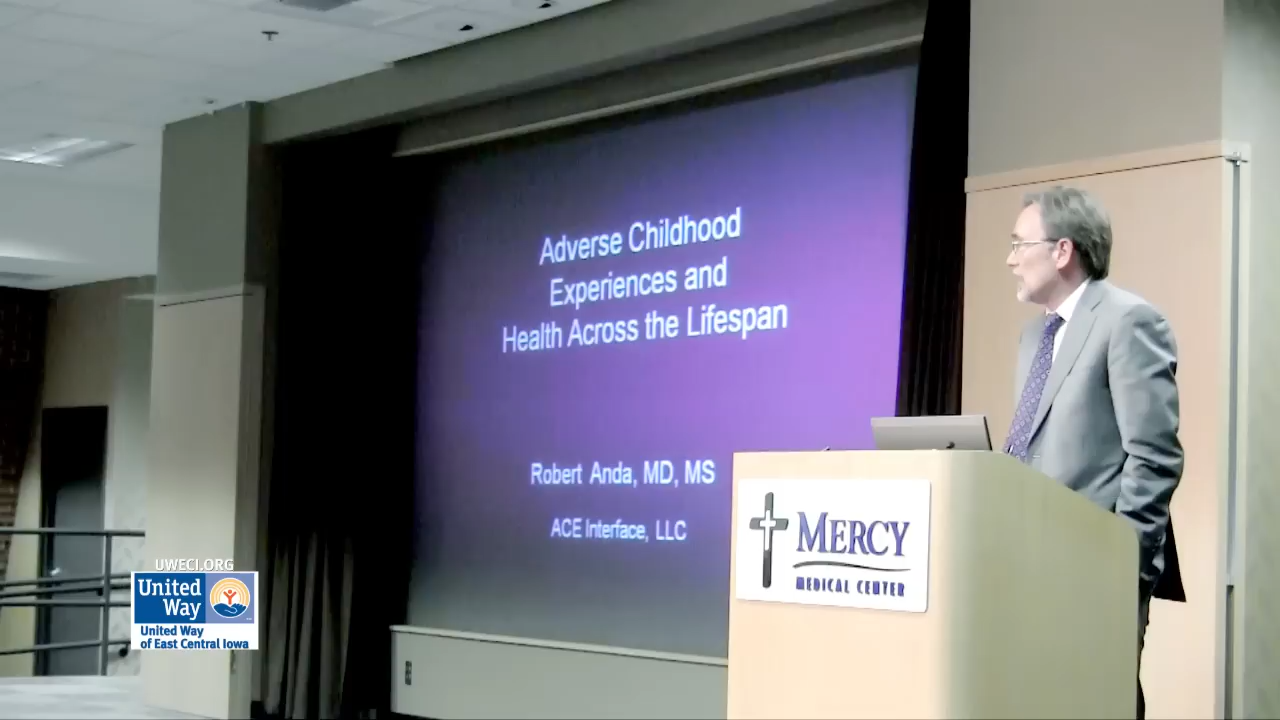 Adverse Childhood
Experiences and
Health Across the Lifespan
Robert Anda, MD, MS
ACE Interface, LLC
MERCY
MEDICAL CENTER
UWECI.ORG
United
Way
United Way
of East Central Iowa